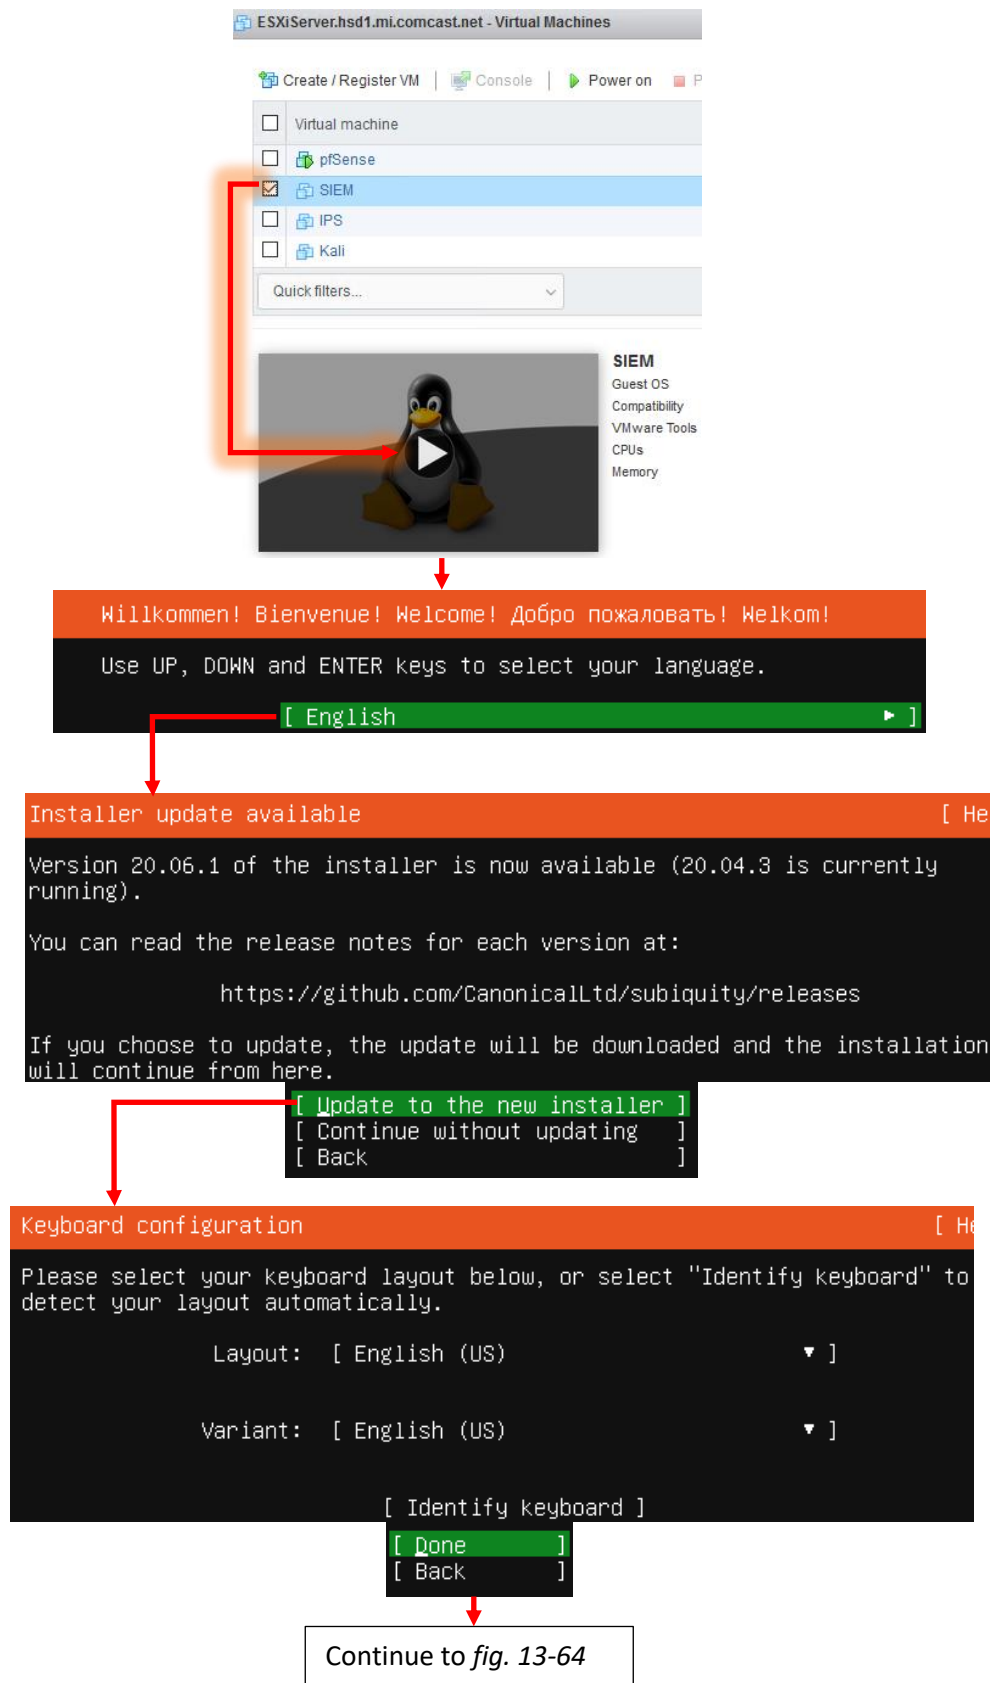 ESXiServer.hsd1.mi.comcast.net - Virtual Machines
Create / Register VM | Console | Power on P
Virtual machine
pfSense
SIEM
IPS
Kali
Quick filters...
SIEM
Guest OS
Compatibility
VMware Tools
CPUs
Memory
Willkommen! Bienvenue! Welcome! Добро пожаловать! Welkom!
Use UP, DOWN and ENTER keys to select your language.
[ English ► ]
Installer update available [ He
Version 20.06.1 of the installer is now available (20.04.3 is currently
running).
You can read the release notes for each version at:
https://github.com/CanonicalLtd/subiquity/releases
If you choose to update, the update will be downloaded and the installation
will continue from here.
[ Update to the new installer ]
[ Continue without updating ]
[ Back ]
Keyboard configuration [ He
Please select your keyboard layout below, or select "Identify keyboard" to
detect your layout automatically.
Layout: [ English (US) ▼ ]
Variant: [ English (US) ▼ ]
[ Identify keyboard ]
[ Done ]
[ Back ]
Continue to fig. 13-64